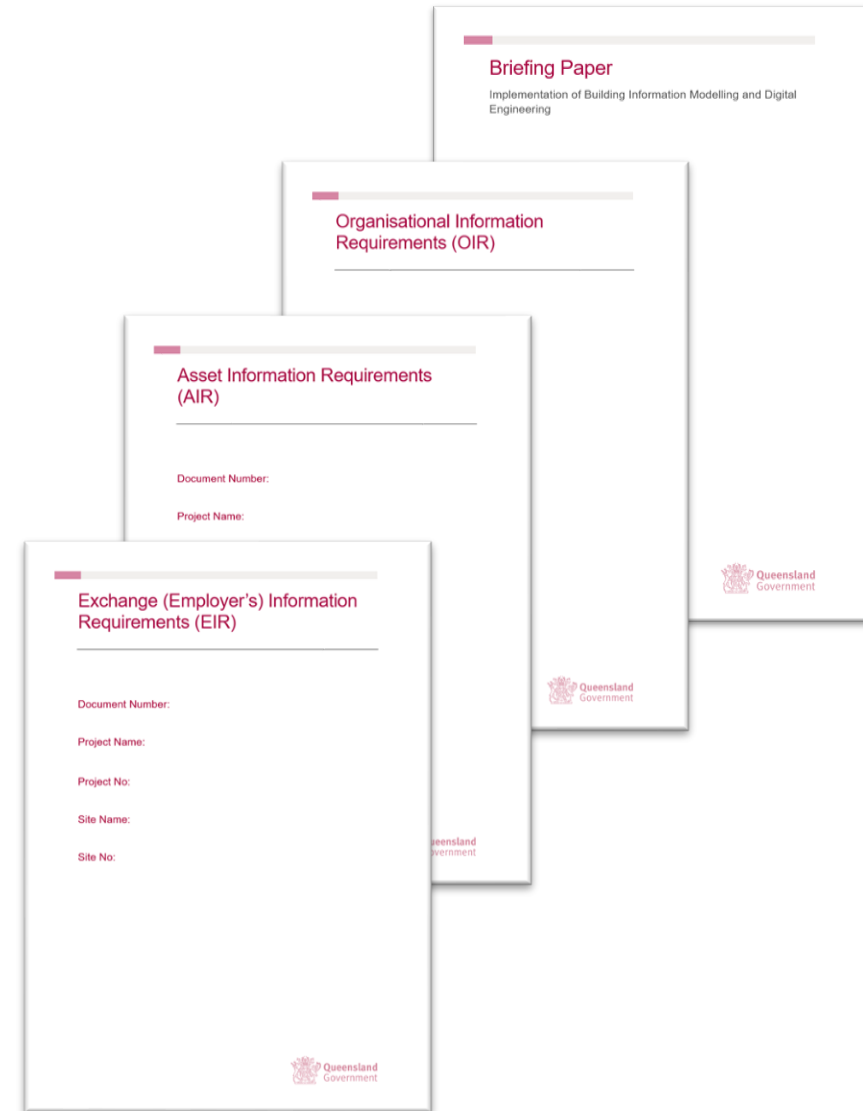 Briefing Paper
Implementation of Building Information Modelling and Digital
Engineering
Queensland
Government
Organisational Information
Requirements (OIR)
Queensland
Government
Asset Information Requirements
(AIR)
Document Number:
Project Name:
eensland
vernment
Exchange (Employer's) Information
Requirements (EIR)
Document Number:
Project Name:
Project No:
Site Name:
Site No:
Queensland
Government